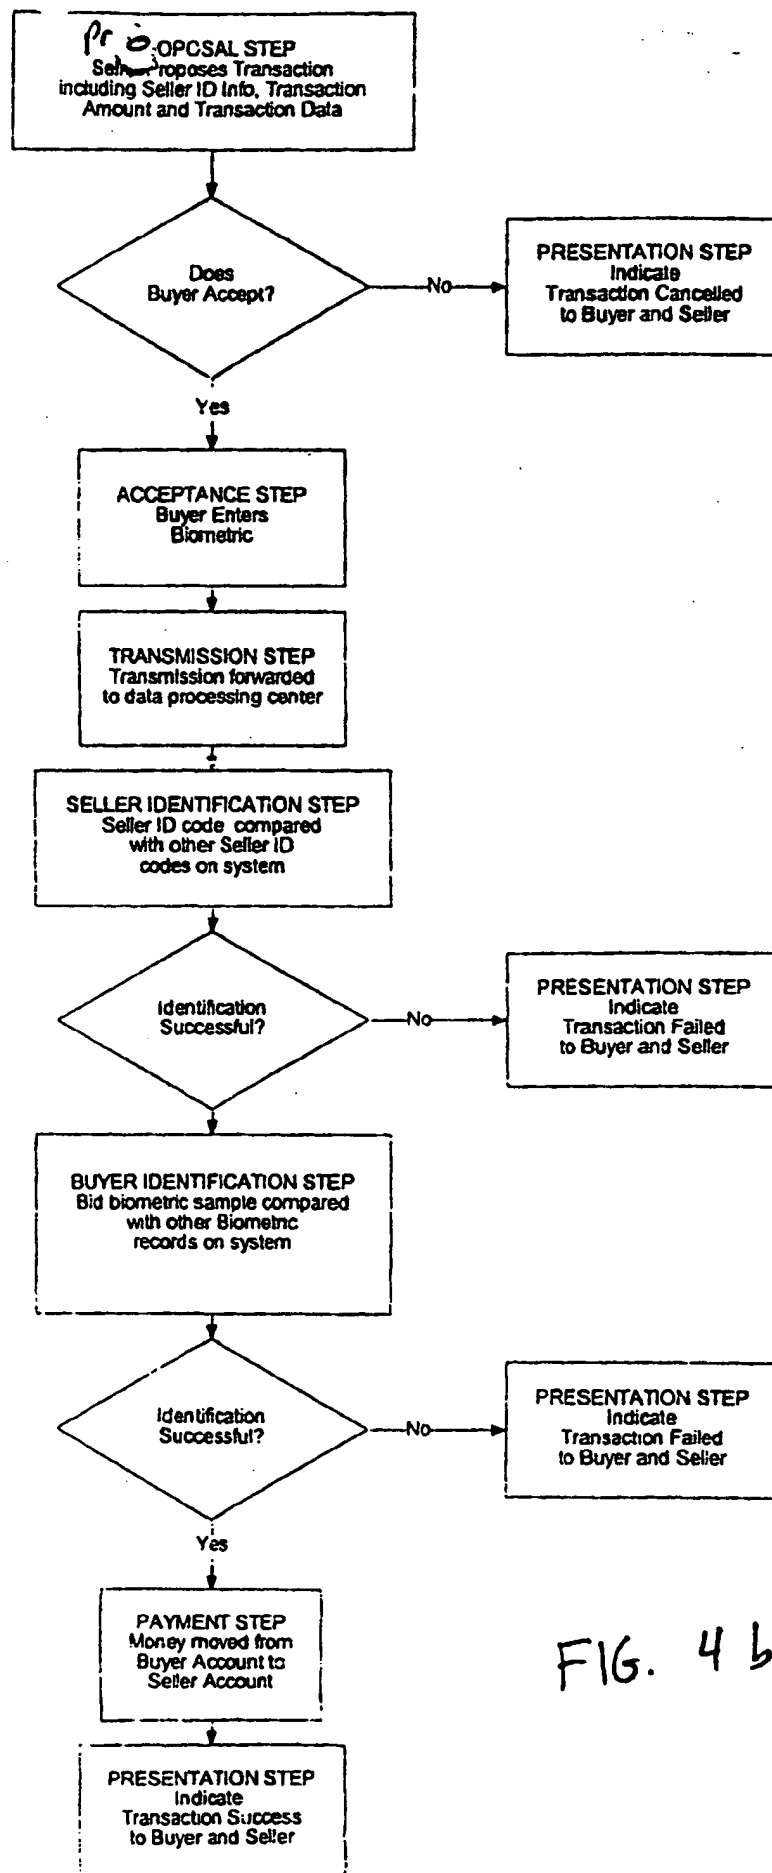 Pr o OPCSAL STEP
Seller Proposes Transaction
including Seller ID Info, Transaction
Amount and Transaction Data
Does
Buyer Accept?
No
PRESENTATION STEP
Indicate
Transaction Cancelled
to Buyer and Seller
Yes
ACCEPTANCE STEP
Buyer Enters
Biometric
TRANSMISSION STEP
Transmission forwarded
to data processing center
SELLER IDENTIFICATION STEP
Seller ID code compared
with other Seller ID
codes on system
Identification
Successful?
No
PRESENTATION STEP
Indicate
Transaction Failed
to Buyer and Seller
BUYER IDENTIFICATION STEP
Bid biometric sample compared
with other Biometric
records on system
Identification
Successful?
No
PRESENTATION STEP
Indicate
Transaction Failed
to Buyer and Seller
Yes
PAYMENT STEP
Money moved from
Buyer Account to
Seller Account
FIG. 4 b
PRESENTATION STEP
Indicate
Transaction Success
to Buyer and Seller